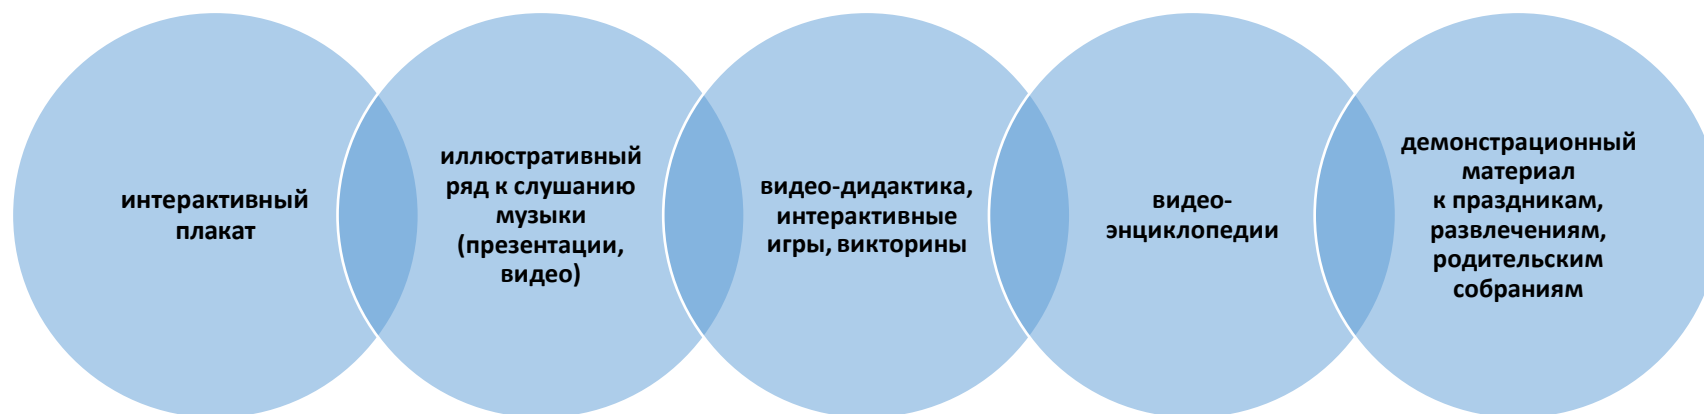 интерактивный
плакат
иллюстративный
ряд к слушанию
музыки
(презентации,
видео)
видео-дидактика,
интерактивные
игры, викторины
видео-
энциклопедии
демонстрационный
материал
к праздникам,
развлечениям,
родительским
собраниям